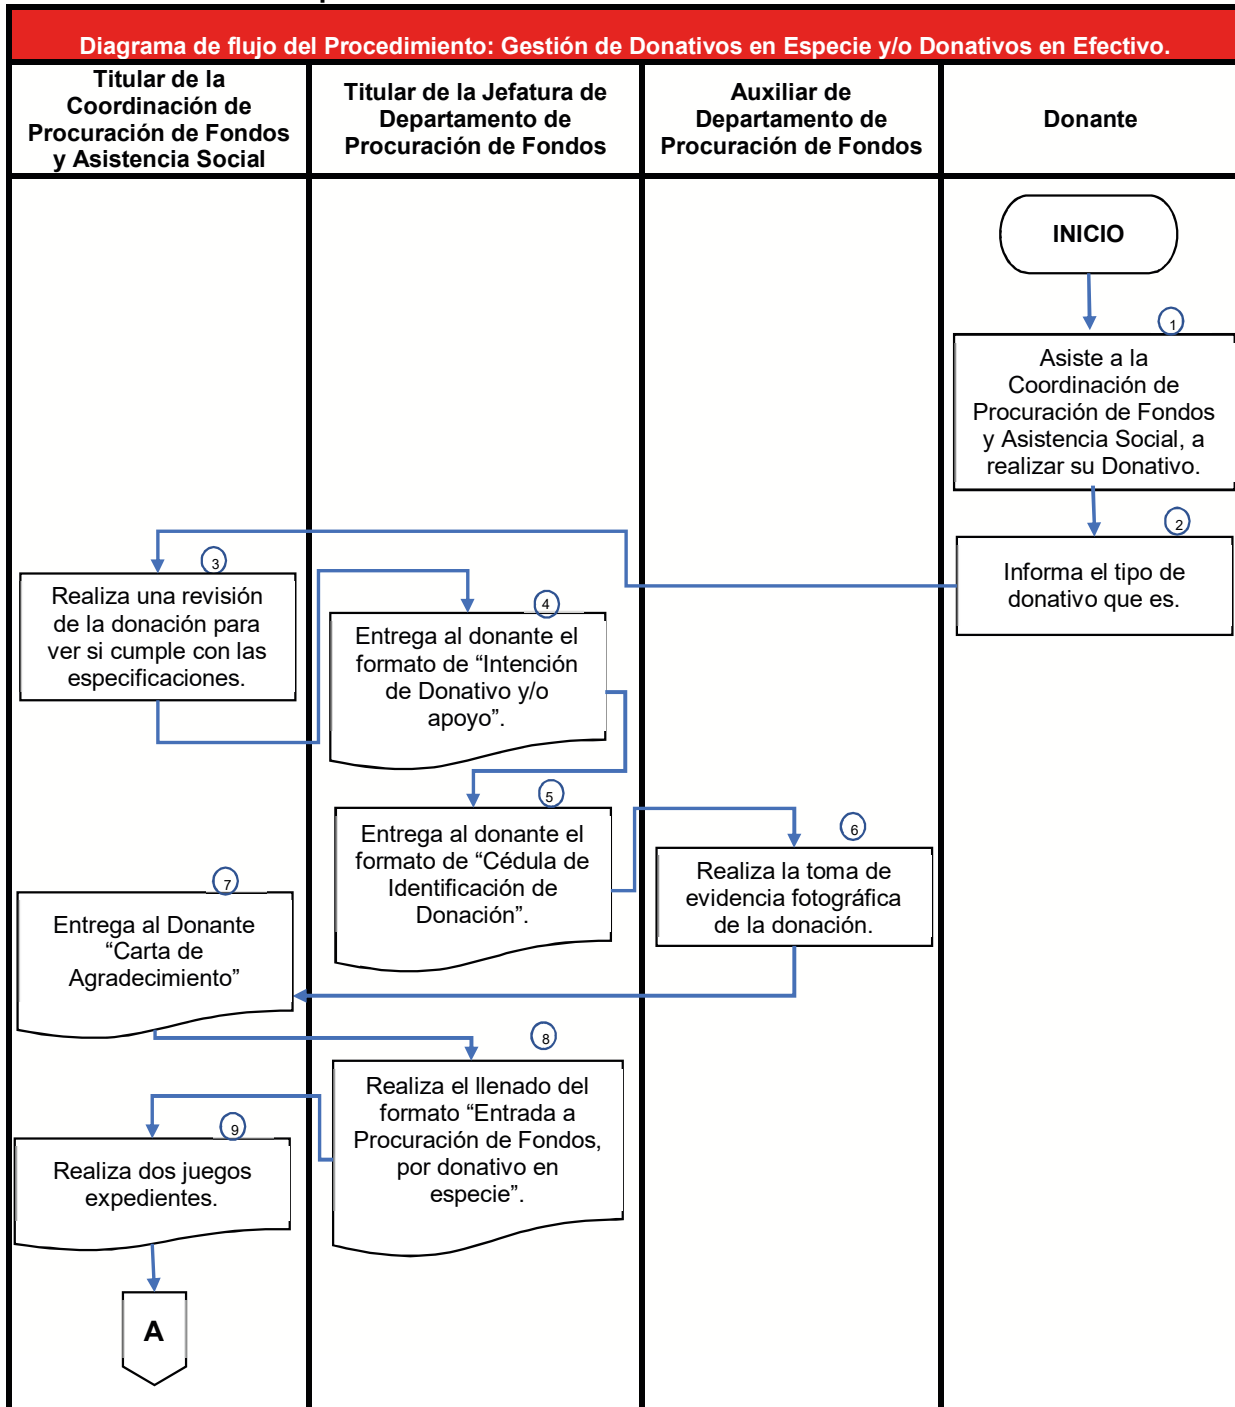 Diagrama de flujo del Procedimiento: Gestión de Donativos en Especie y/o Donativos en Efectivo.
Titular de la
Coordinación de
Procuración de Fondos
y Asistencia Social
Titular de la Jefatura de
Departamento de
Procuración de Fondos
Auxiliar de
Departamento de
Procuración de Fondos
Donante
INICIO
1
Asiste a la
Coordinación de
Procuración de Fondos
y Asistencia Social, a
realizar su Donativo.
2
Informa el tipo de
donativo que es.
3
Realiza una revisión
de la donación para
ver si cumple con las
especificaciones.
4
Entrega al donante el
formato de “Intención
de Donativo y/o
apoyo”.
5
Entrega al donante el
formato de “Cédula de
Identificación de
Donación”.
6
Realiza la toma de
evidencia fotográfica
de la donación.
7
Entrega al Donante
“Carta de
Agradecimiento”
8
Realiza el llenado del
formato “Entrada a
Procuración de Fondos,
por donativo en
especie”.
9
Realiza dos juegos
expedientes.
A